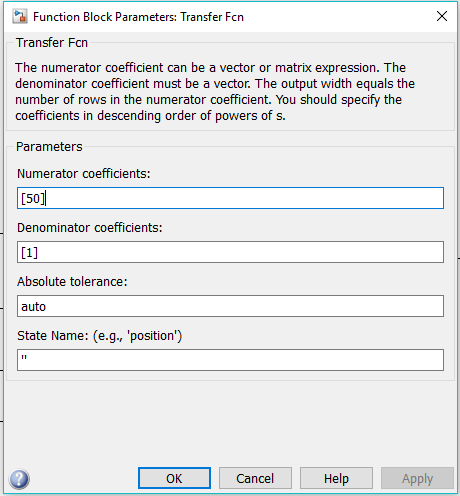 Function Block Parameters: Transfer Fcn
Transfer Fcn
The numerator coefficient can be a vector or matrix expression. The
denominator coefficient must be a vector. The output width equals the
number of rows in the numerator coefficient. You should specify the
coefficients in descending order of powers of s.
Parameters
Numerator coefficients:
[50]
Denominator coefficients:
[1]
Absolute tolerance:
auto
State Name: (e.g., 'position')
''
OK Cancel Help Apply